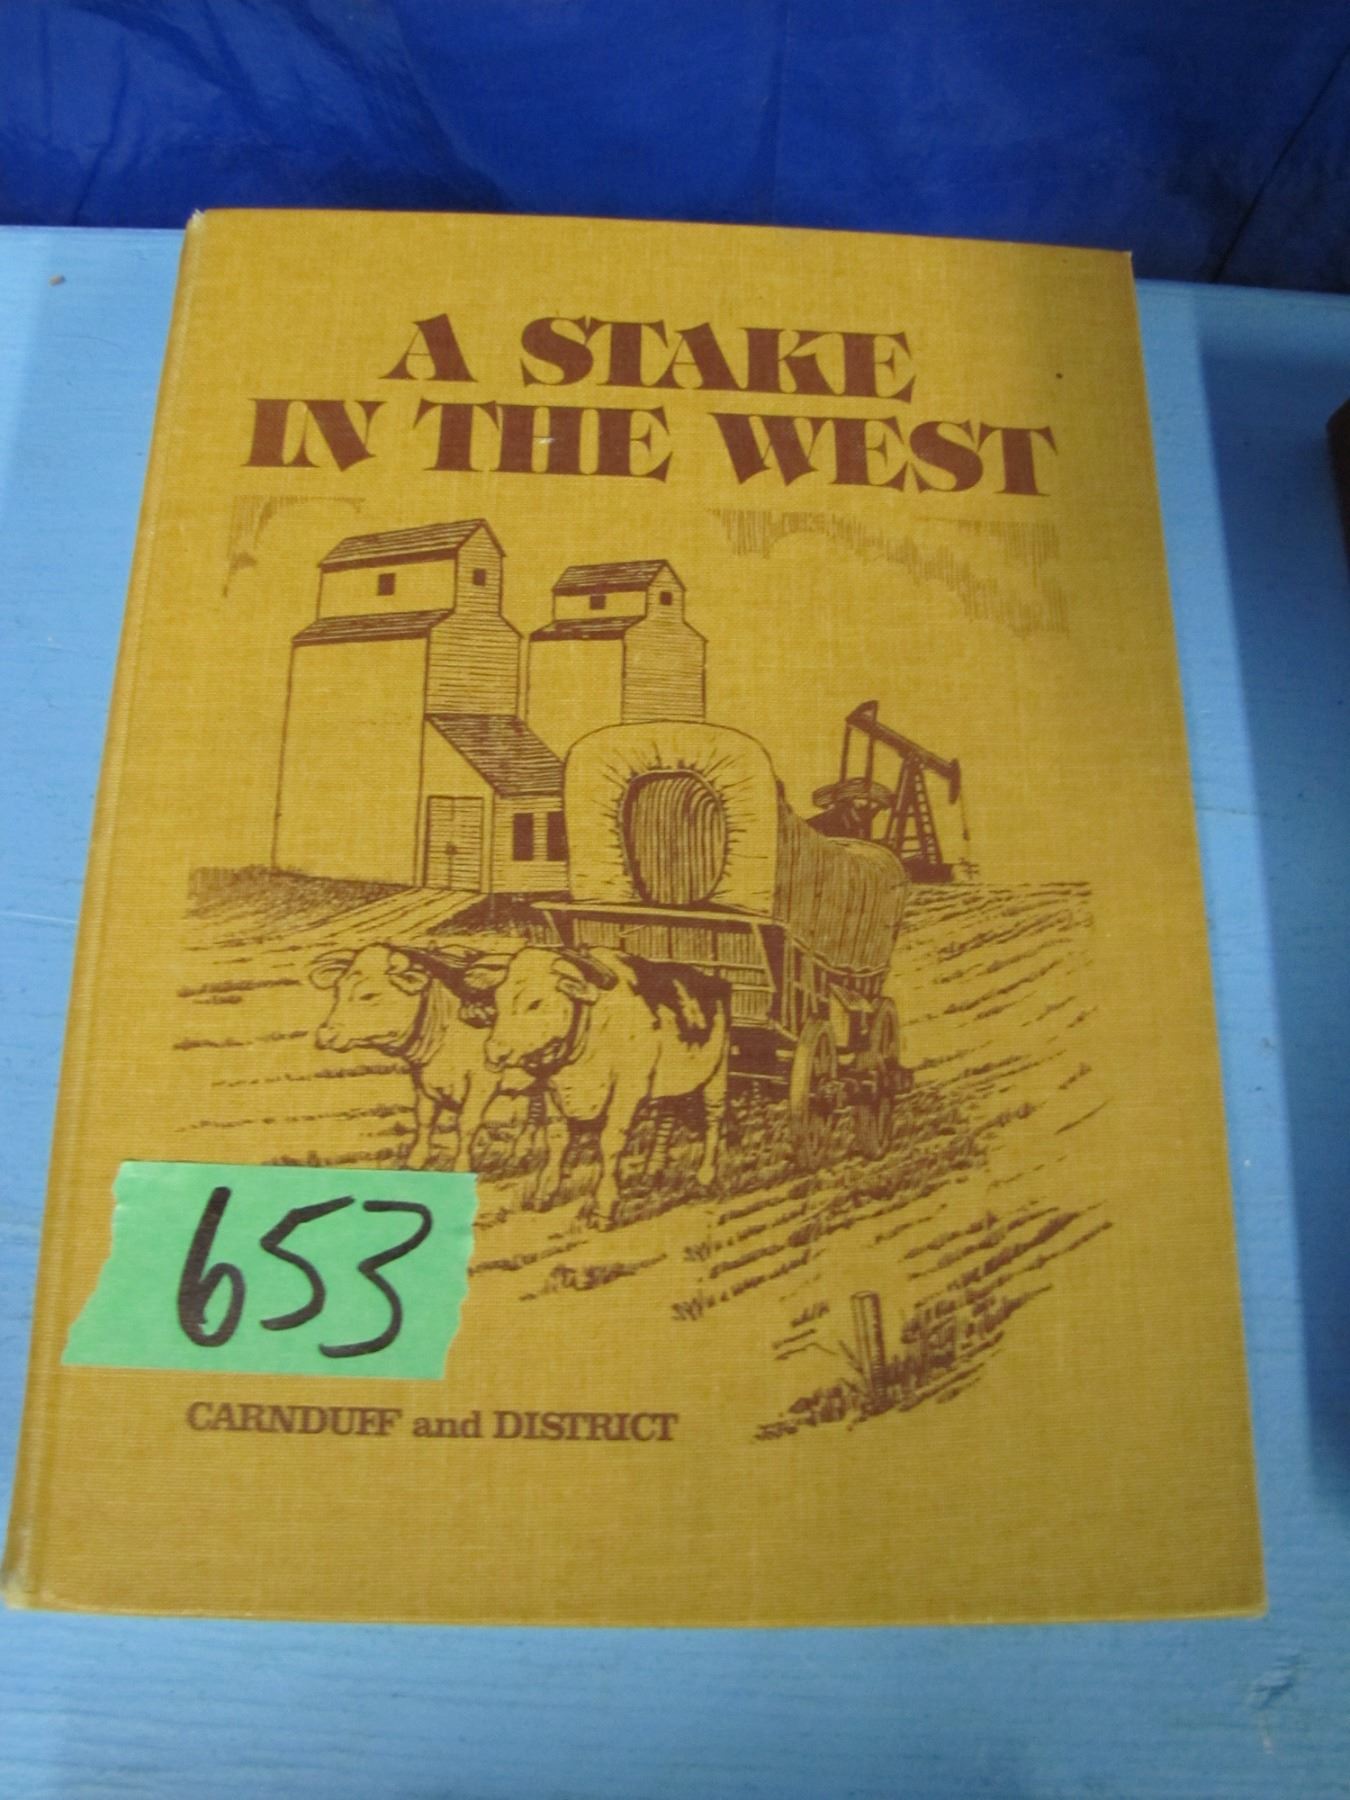 A STAKE
IN THE WEST
653
CARNDUFF and DISTRICT